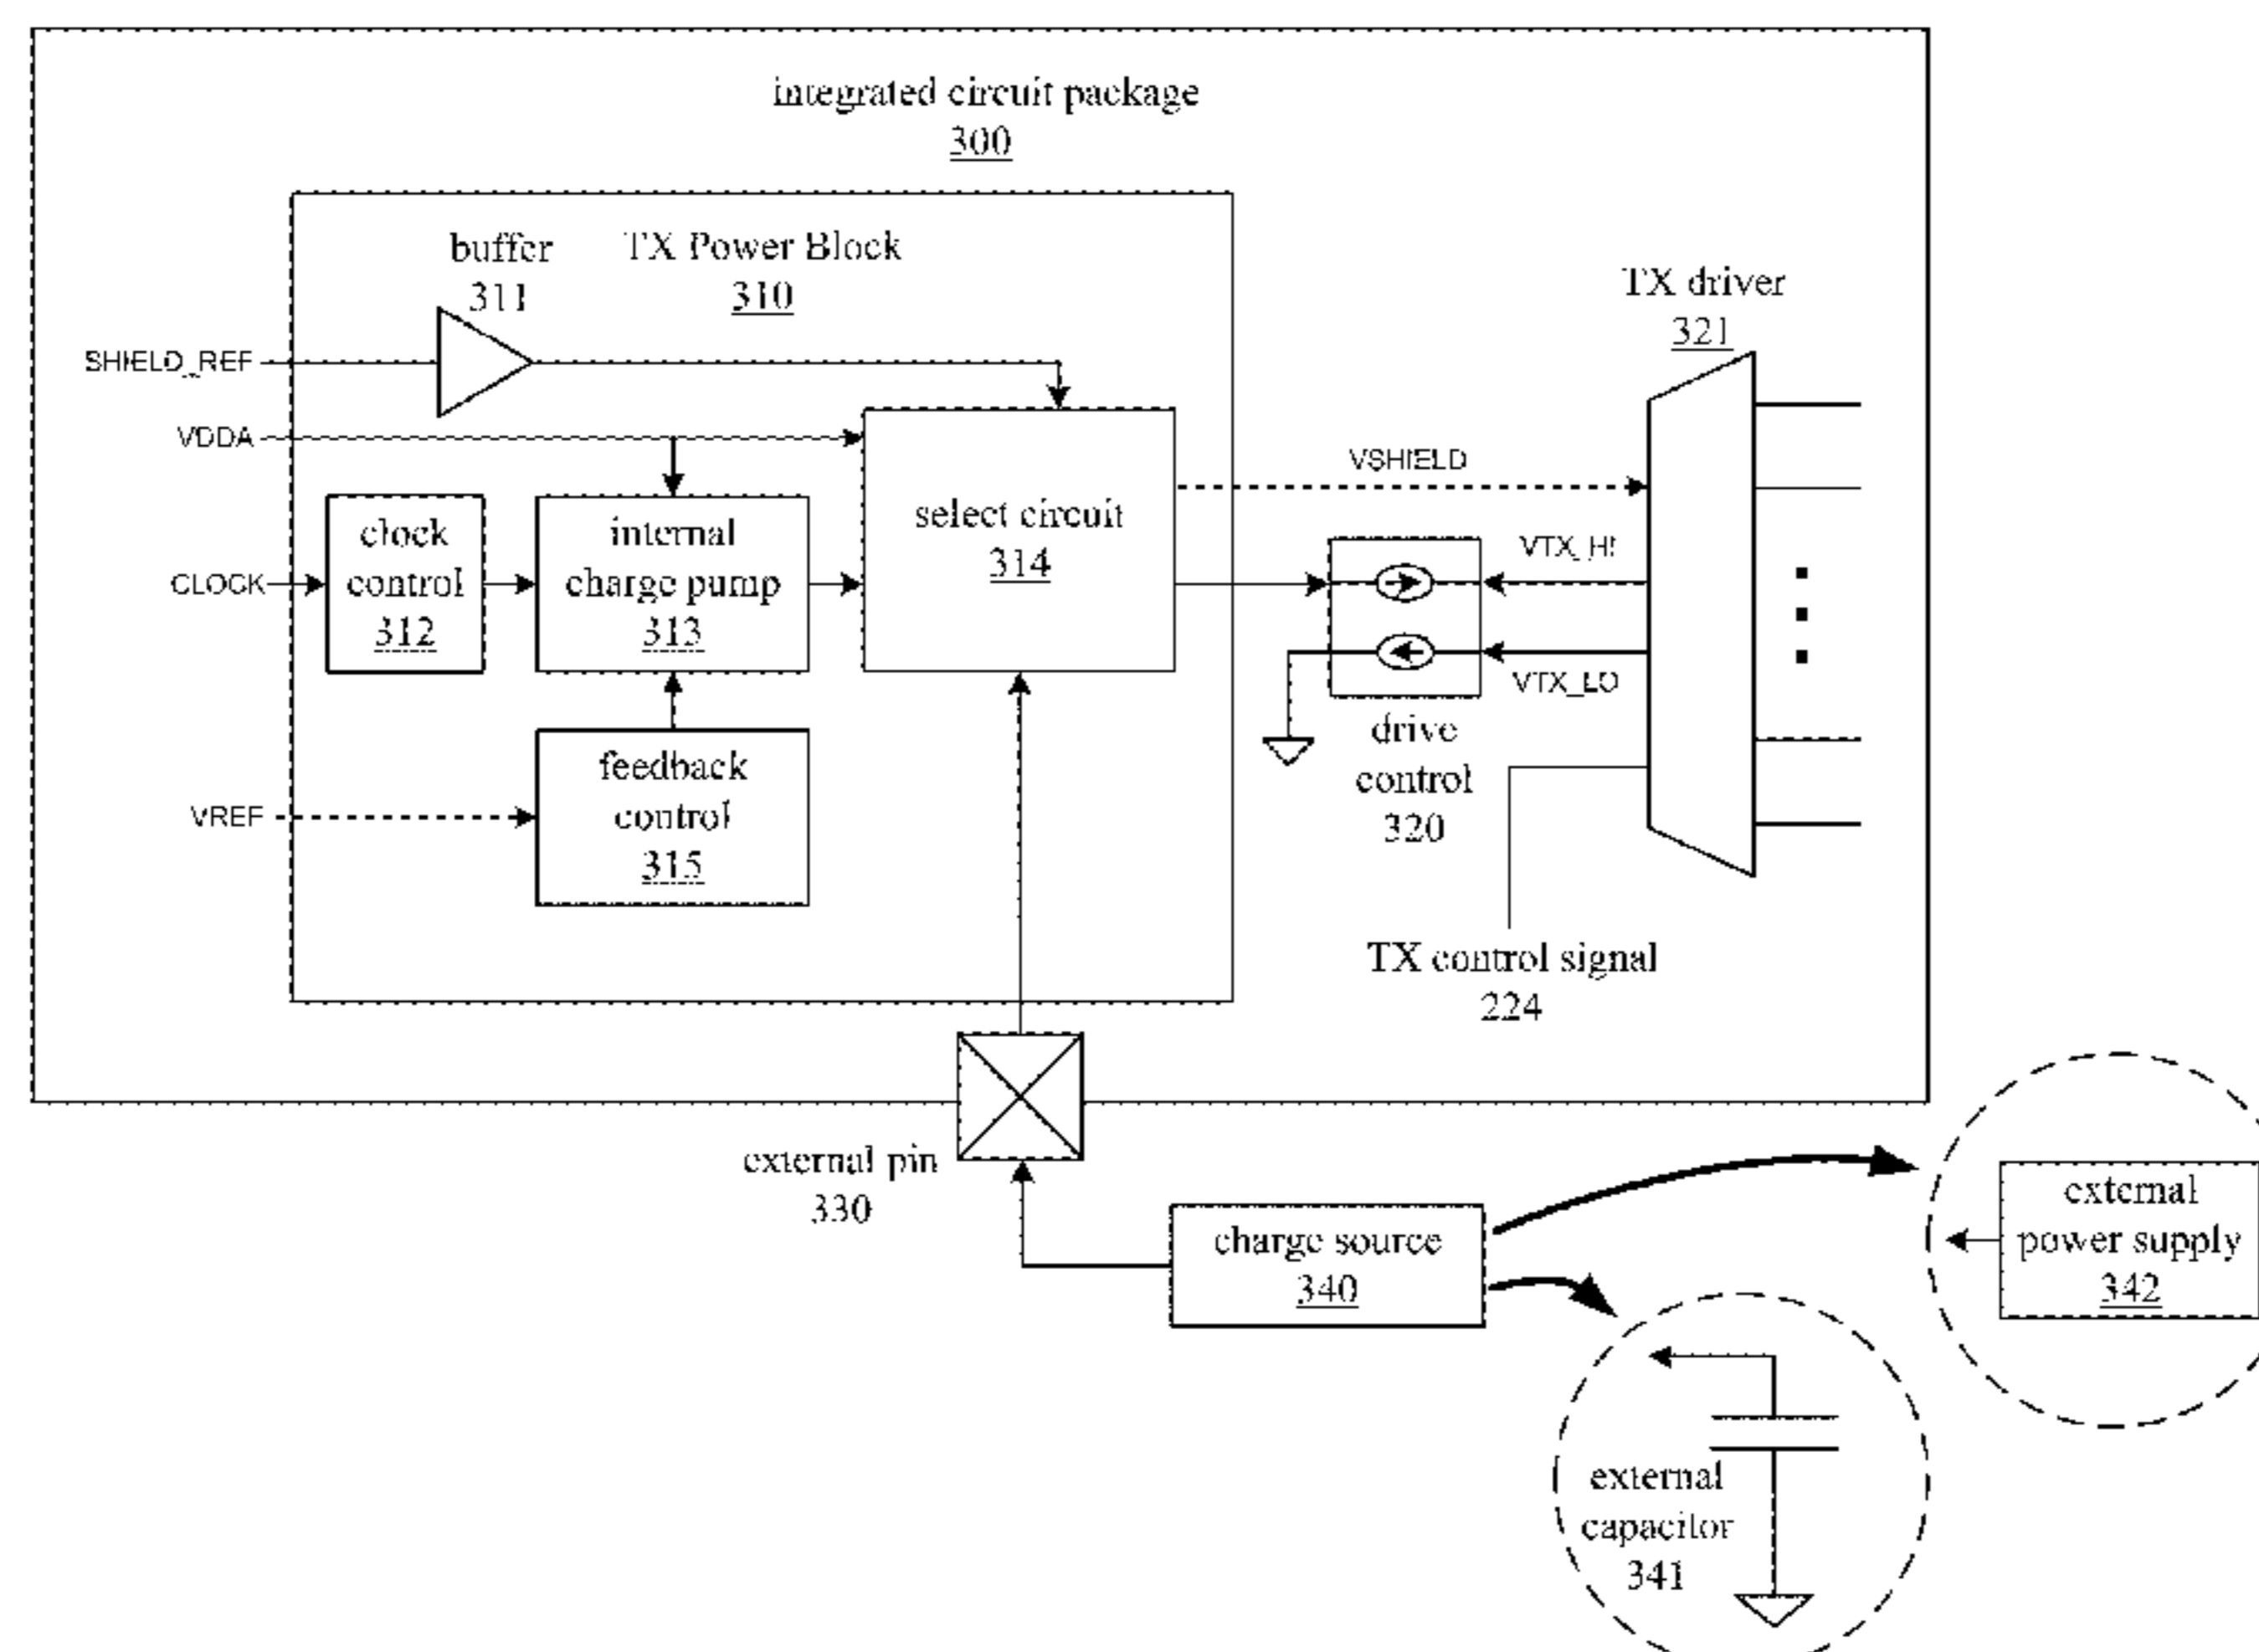 integrated circuit package
300
buffer
311
TX Power Block
310
TX driver
321
SHIELD_REF
VDDA
CLOCK
VREF
clock
control
312
internal
charge pump
313
select circuit
314
feedback
control
315
VSHIELD
VTX_HI
VTX_LO
drive
control
320
TX control signal
224
external pin
330
charge source
340
external
power supply
342
external
capacitor
341